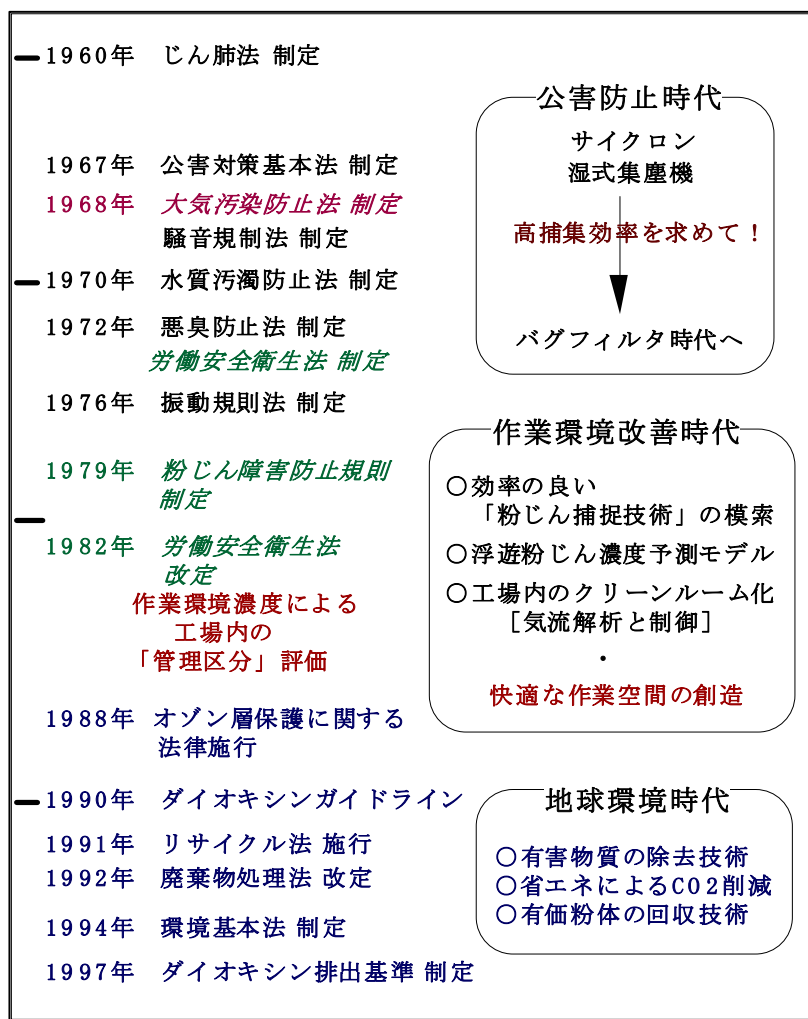 1960年 じん肺法 制定
1967年 公害対策基本法 制定
1968年 大気汚染防止法 制定
騒音規制法 制定
1970年 水質汚濁防止法 制定
1972年 悪臭防止法 制定
労働安全衛生法 制定
1976年 振動規則法 制定
1979年 粉じん障害防止規則
制定
1982年 労働安全衛生法
改定
作業環境濃度による
工場内の
「管理区分」評価
1988年 オゾン層保護に関する
法律施行
1990年 ダイオキシンガイドライン
1991年 リサイクル法 施行
1992年 廃棄物処理法 改定
1994年 環境基本法 制定
1997年 ダイオキシン排出基準 制定
公害防止時代
サイクロン
湿式集塵機
高捕集効率を求めて！
バグフィルタ時代へ
作業環境改善時代
○効率の良い
「粉じん捕捉技術」の模索
○浮遊粉じん濃度予測モデル
○工場内のクリーンルーム化
［気流解析と制御］
・
快適な作業空間の創造
地球環境時代
○有害物質の除去技術
○省エネによるCO2削減
○有価粉体の回収技術